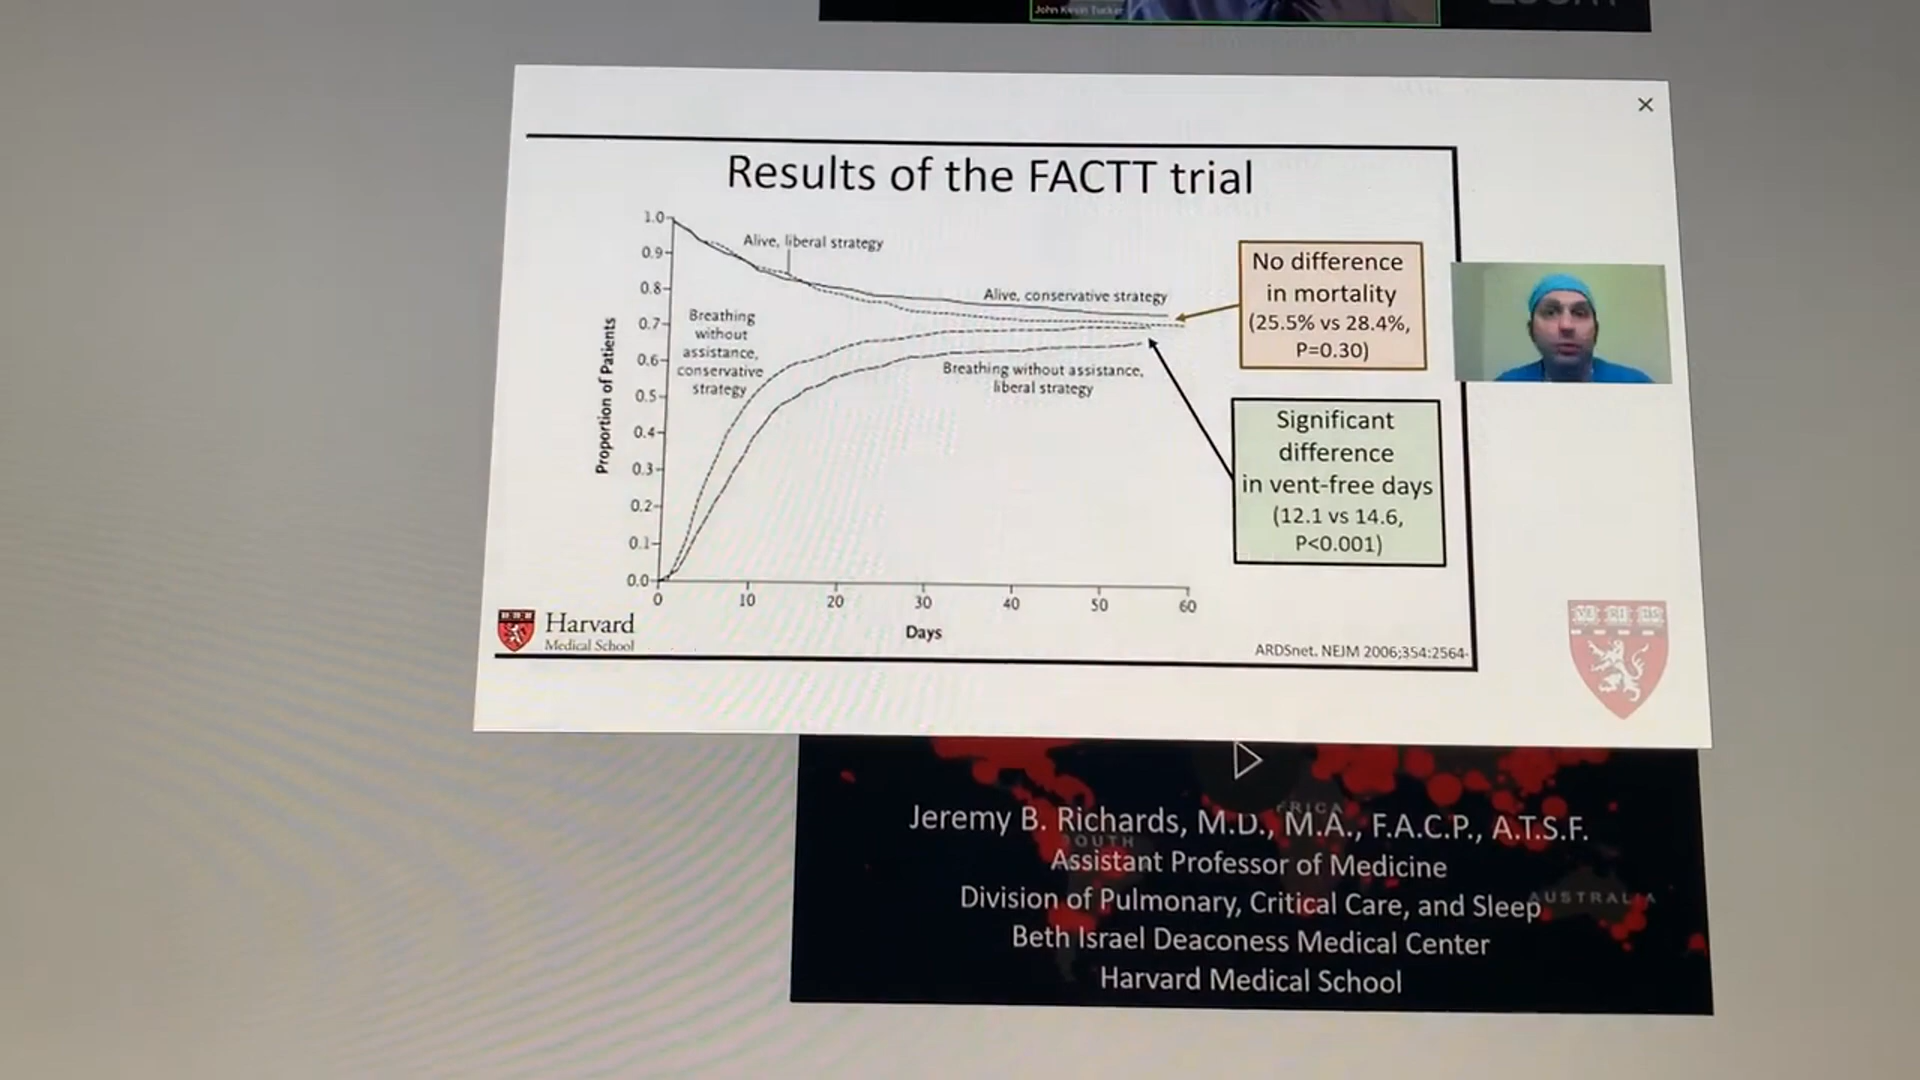 John Kevin Tucker
Results of the FACTT trial
1.0
0.9
0.8
0.7
0.6
0.5
0.4
0.3
0.2
0.1
0.0
Proportion of Patients
Alive, liberal strategy
Alive, conservative strategy
Breathing
without
assistance,
conservative
strategy
Breathing without assistance,
liberal strategy
0 10 20 30 40 50 60
Days
No difference
in mortality
(25.5% vs 28.4%,
P=0.30)
Significant
difference
in vent-free days
(12.1 vs 14.6,
P<0.001)
Harvard
Medical School
ARDSnet. NEJM 2006;354:2564-
SOUTH
AFRICA
AUSTRALIA
Jeremy B. Richards, M.D., M.A., F.A.C.P., A.T.S.F.
Assistant Professor of Medicine
Division of Pulmonary, Critical Care, and Sleep
Beth Israel Deaconess Medical Center
Harvard Medical School